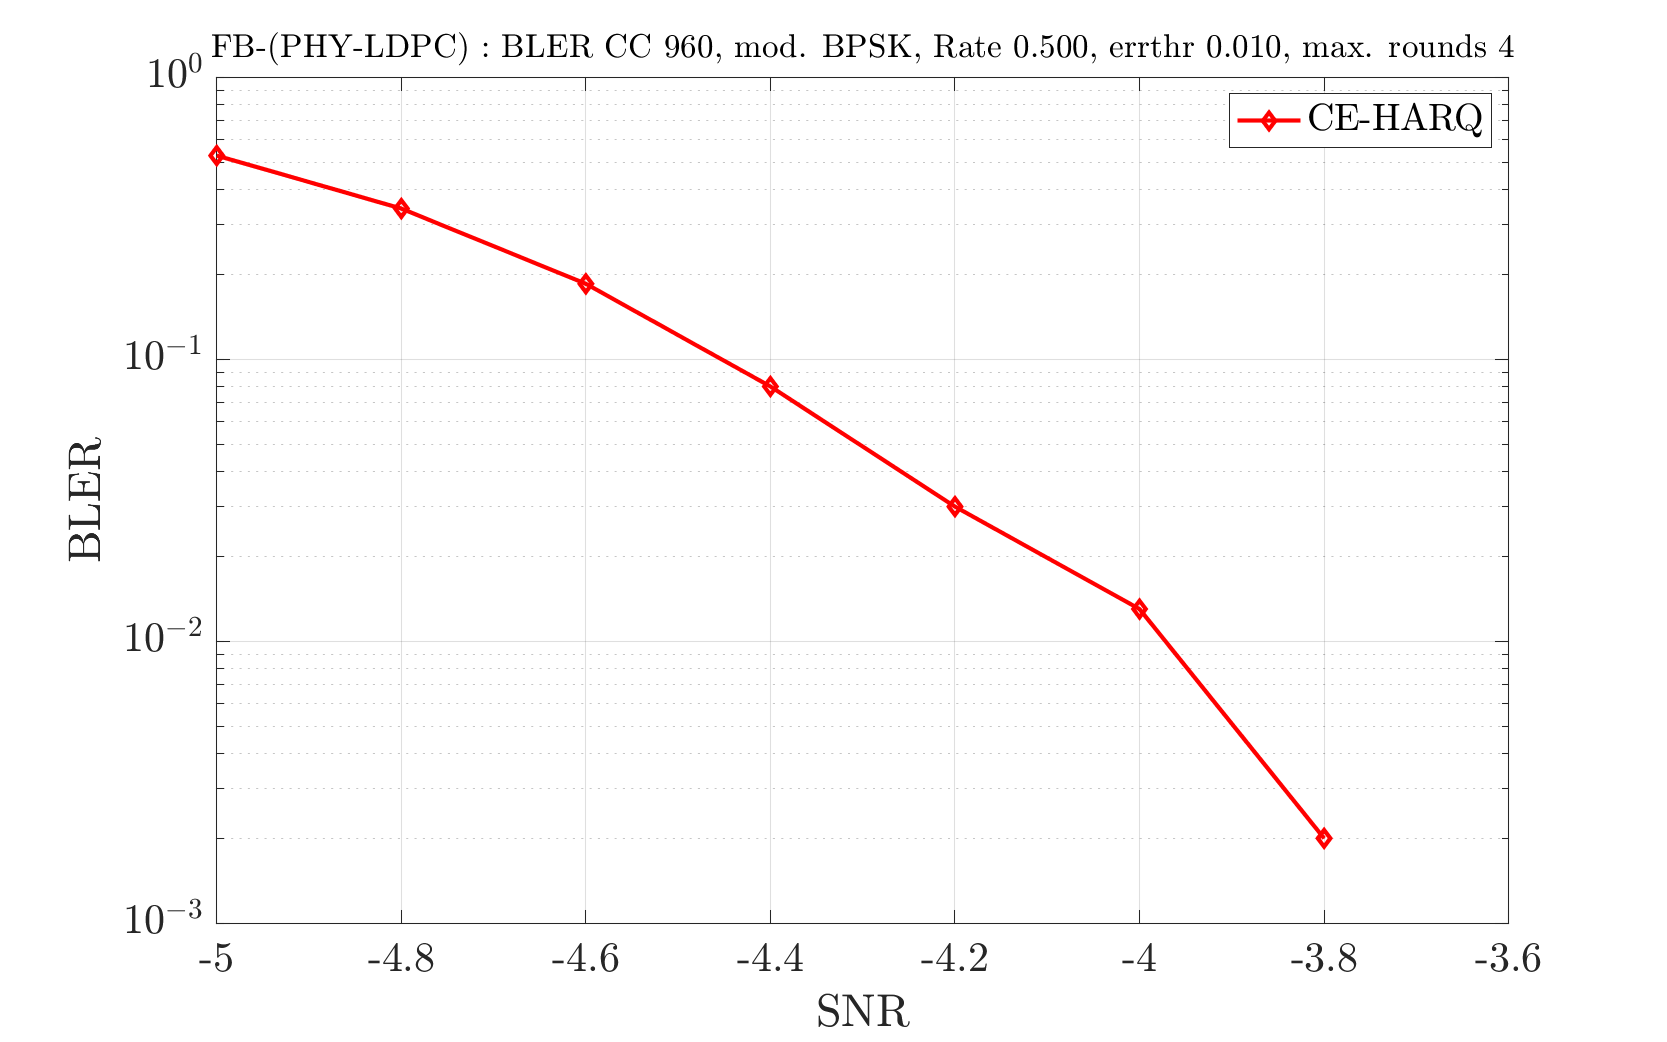 FB-(PHY-LDPC) : BLER CC 960, mod. BPSK, Rate 0.500, errthr 0.010, max. rounds 4
CE-HARQ
10⁰
10⁻¹
10⁻²
10⁻³
BLER
-5 -4.8 -4.6 -4.4 -4.2 -4 -3.8 -3.6
SNR